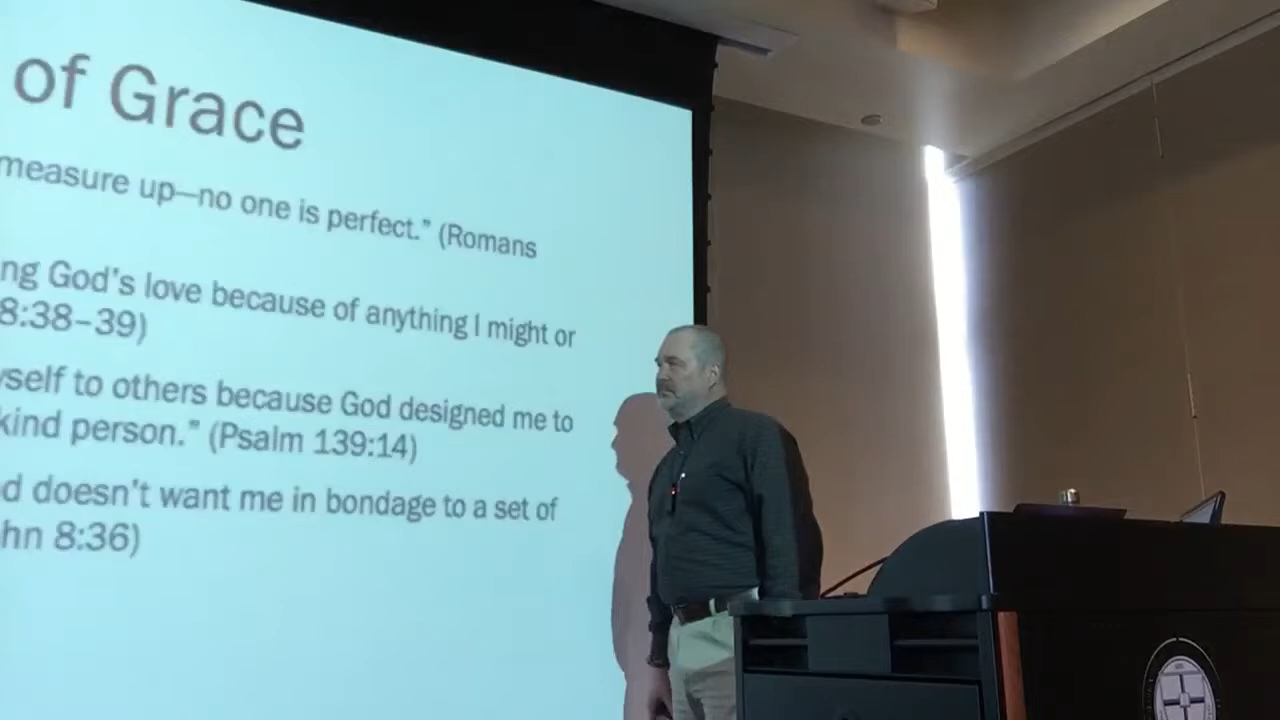 of Grace
measure up—no one is perfect.” (Romans
ng God’s love because of anything I might or
8:38–39)
yself to others because God designed me to
kind person.” (Psalm 139:14)
d doesn’t want me in bondage to a set of
hn 8:36)